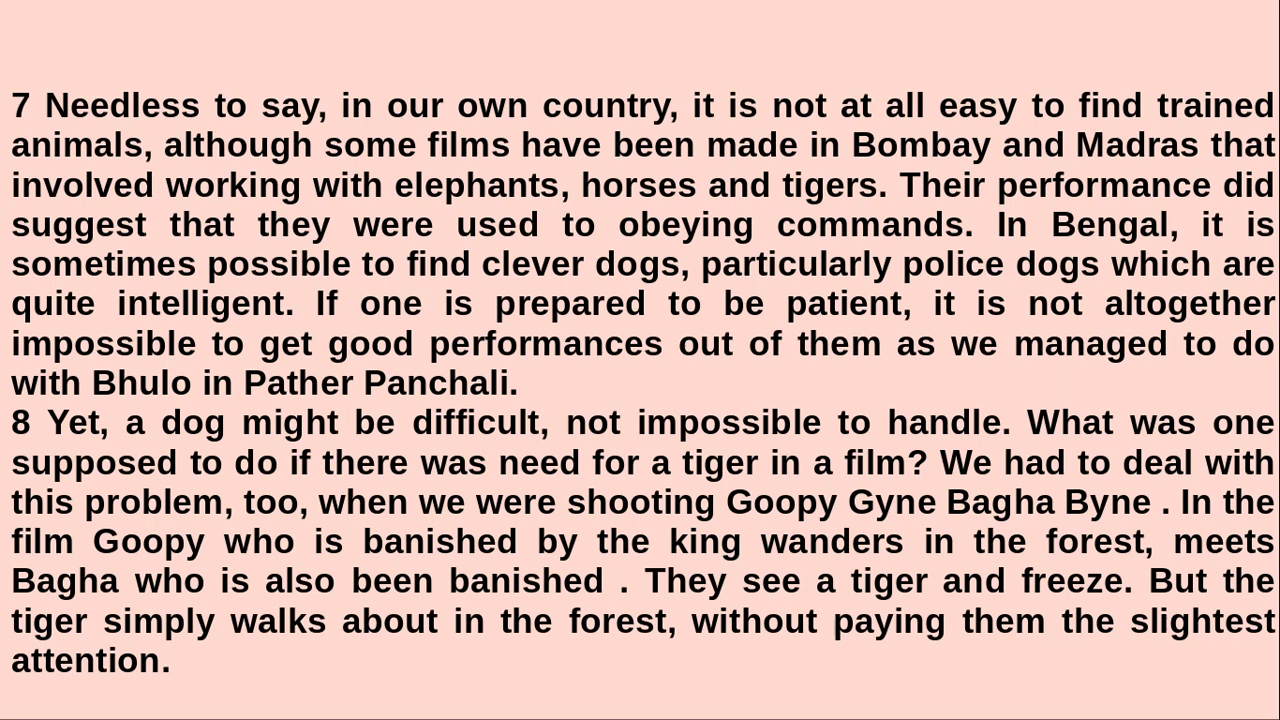 7 Needless to say, in our own country, it is not at all easy to find trained
animals, although some films have been made in Bombay and Madras that
involved working with elephants, horses and tigers. Their performance did
suggest that they were used to obeying commands. In Bengal, it is
sometimes possible to find clever dogs, particularly police dogs which are
quite intelligent. If one is prepared to be patient, it is not altogether
impossible to get good performances out of them as we managed to do
with Bhulo in Pather Panchali.
8 Yet, a dog might be difficult, not impossible to handle. What was one
supposed to do if there was need for a tiger in a film? We had to deal with
this problem, too, when we were shooting Goopy Gyne Bagha Byne . In the
film Goopy who is banished by the king wanders in the forest, meets
Bagha who is also been banished . They see a tiger and freeze. But the
tiger simply walks about in the forest, without paying them the slightest
attention.